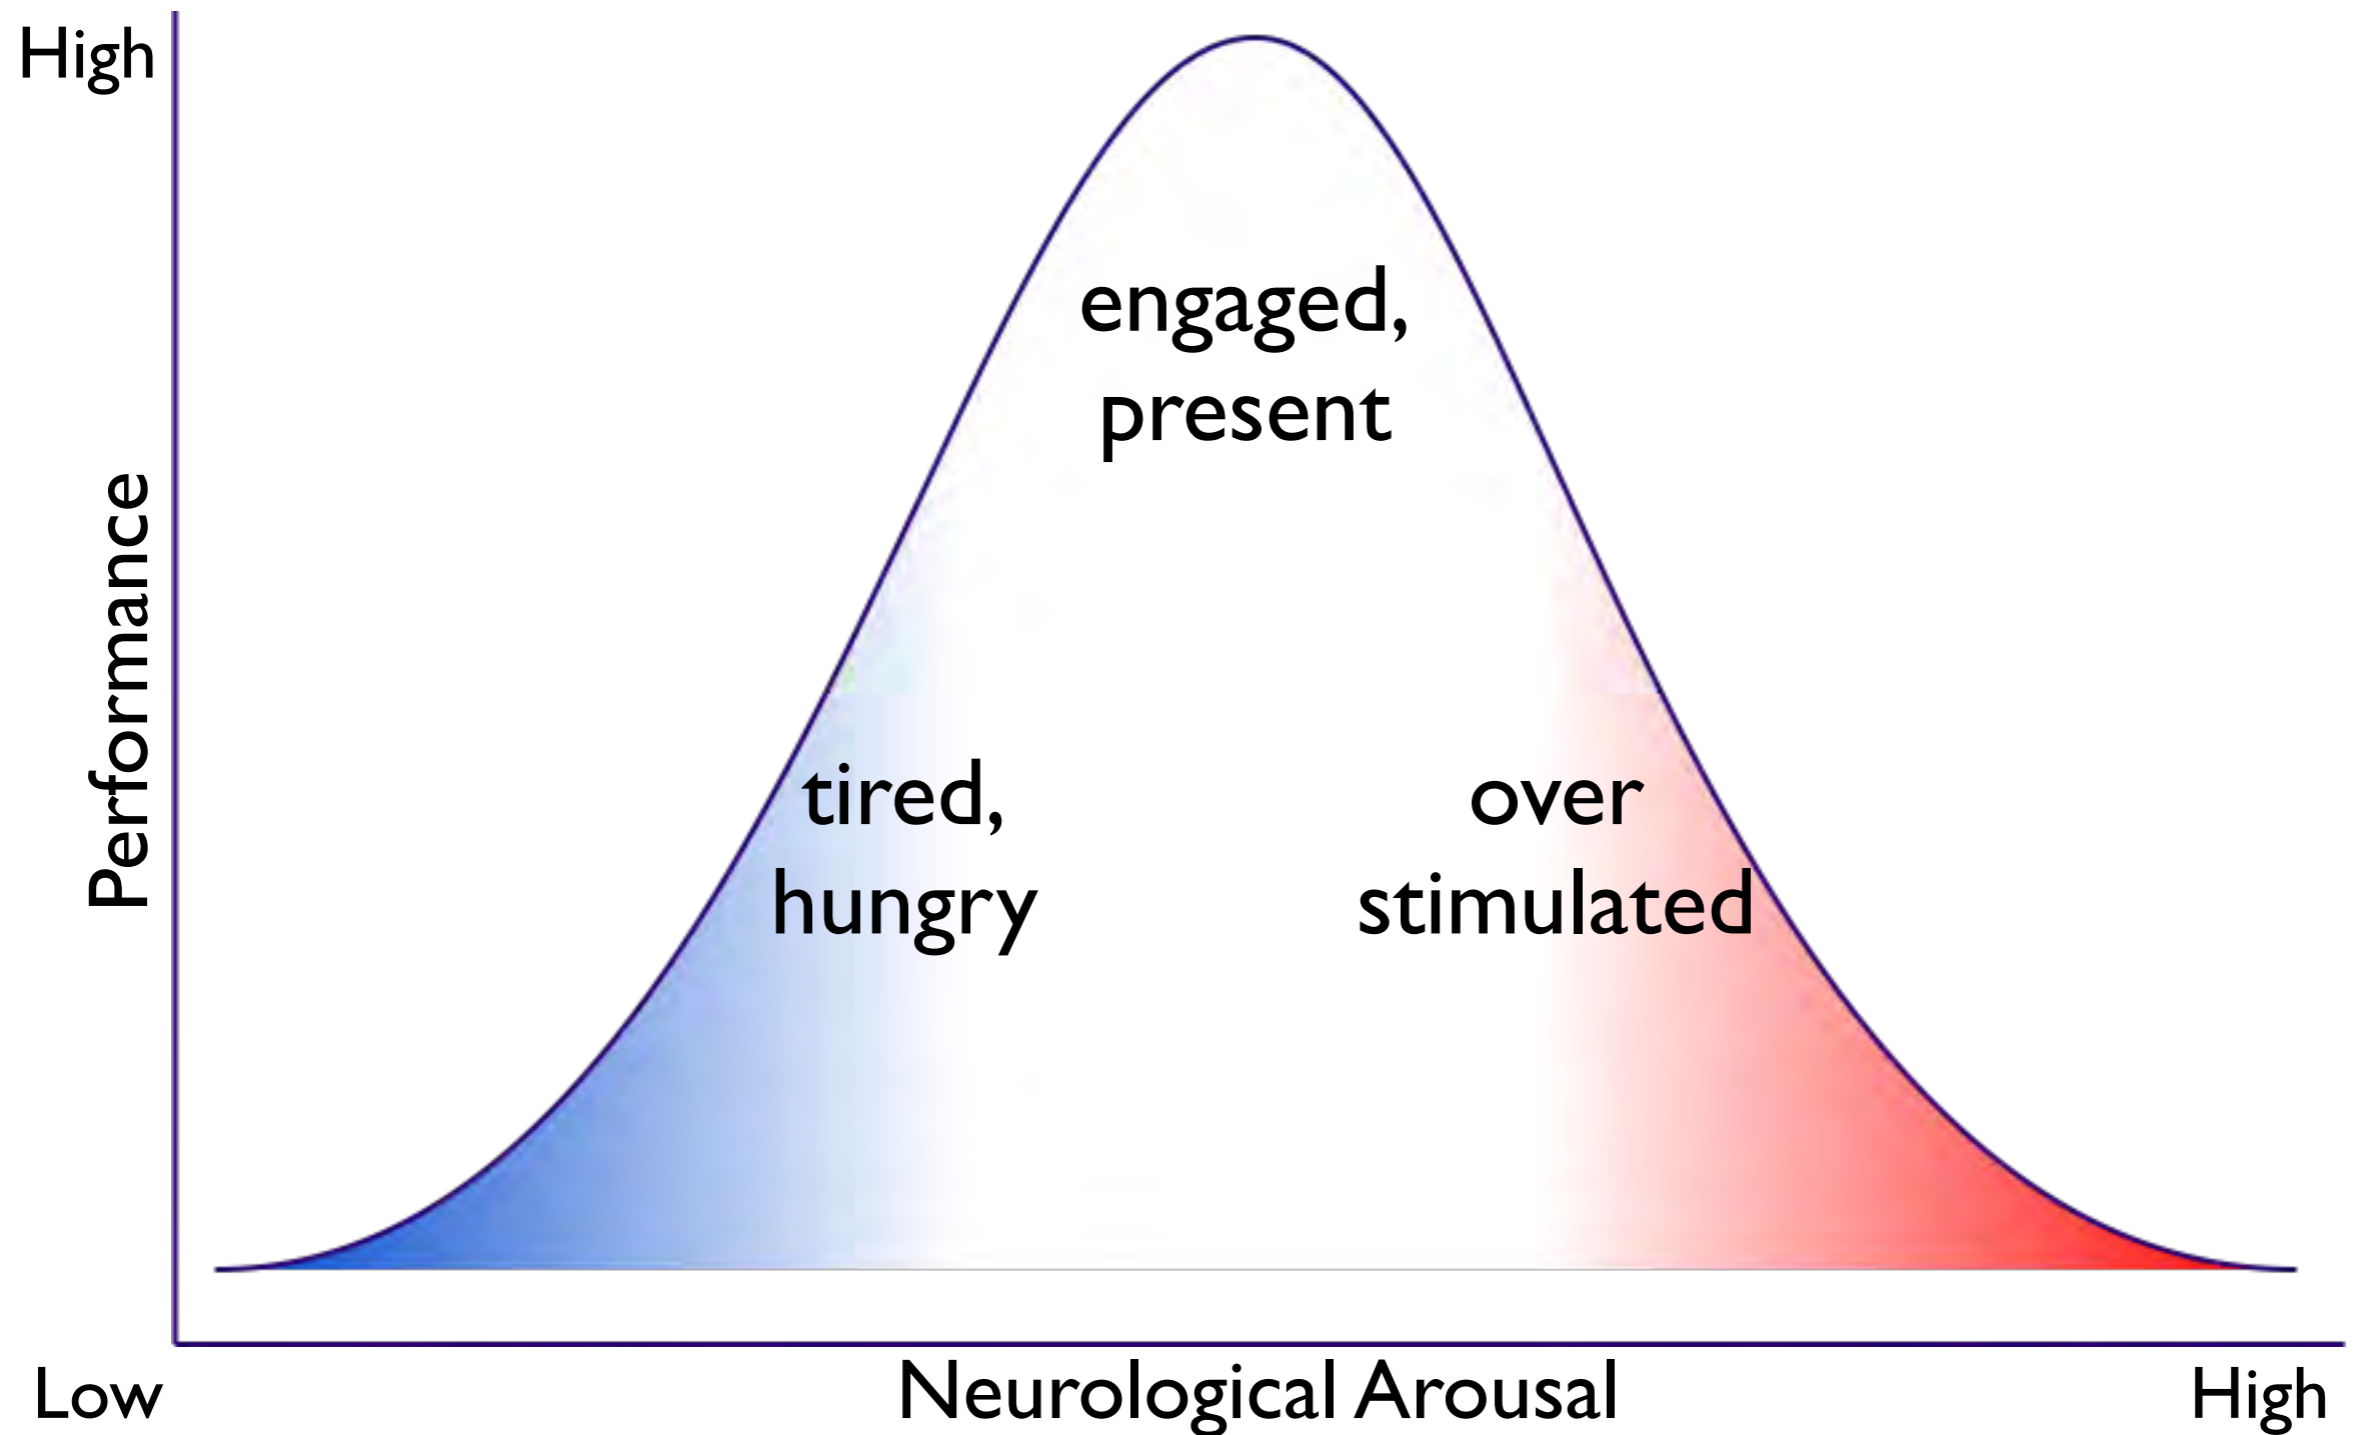 High
engaged,
present
Performance
tired,
hungry
over
stimulated
Low
Neurological Arousal
High